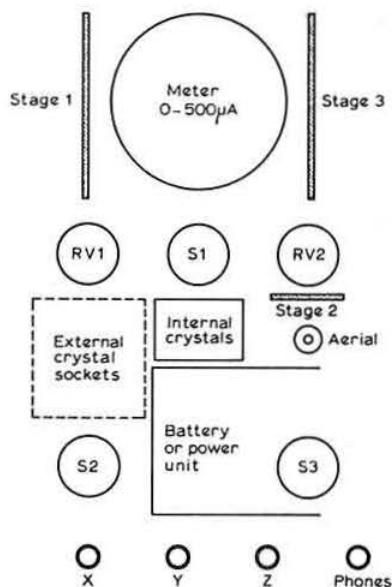 Stage 1
Meter
0-500µA
Stage 3
RV1
S1
RV2
Stage 2
External
crystal
sockets
Internal
crystals
Aerial
Battery
or power
unit
S2
S3
X
Y
Z
Phones